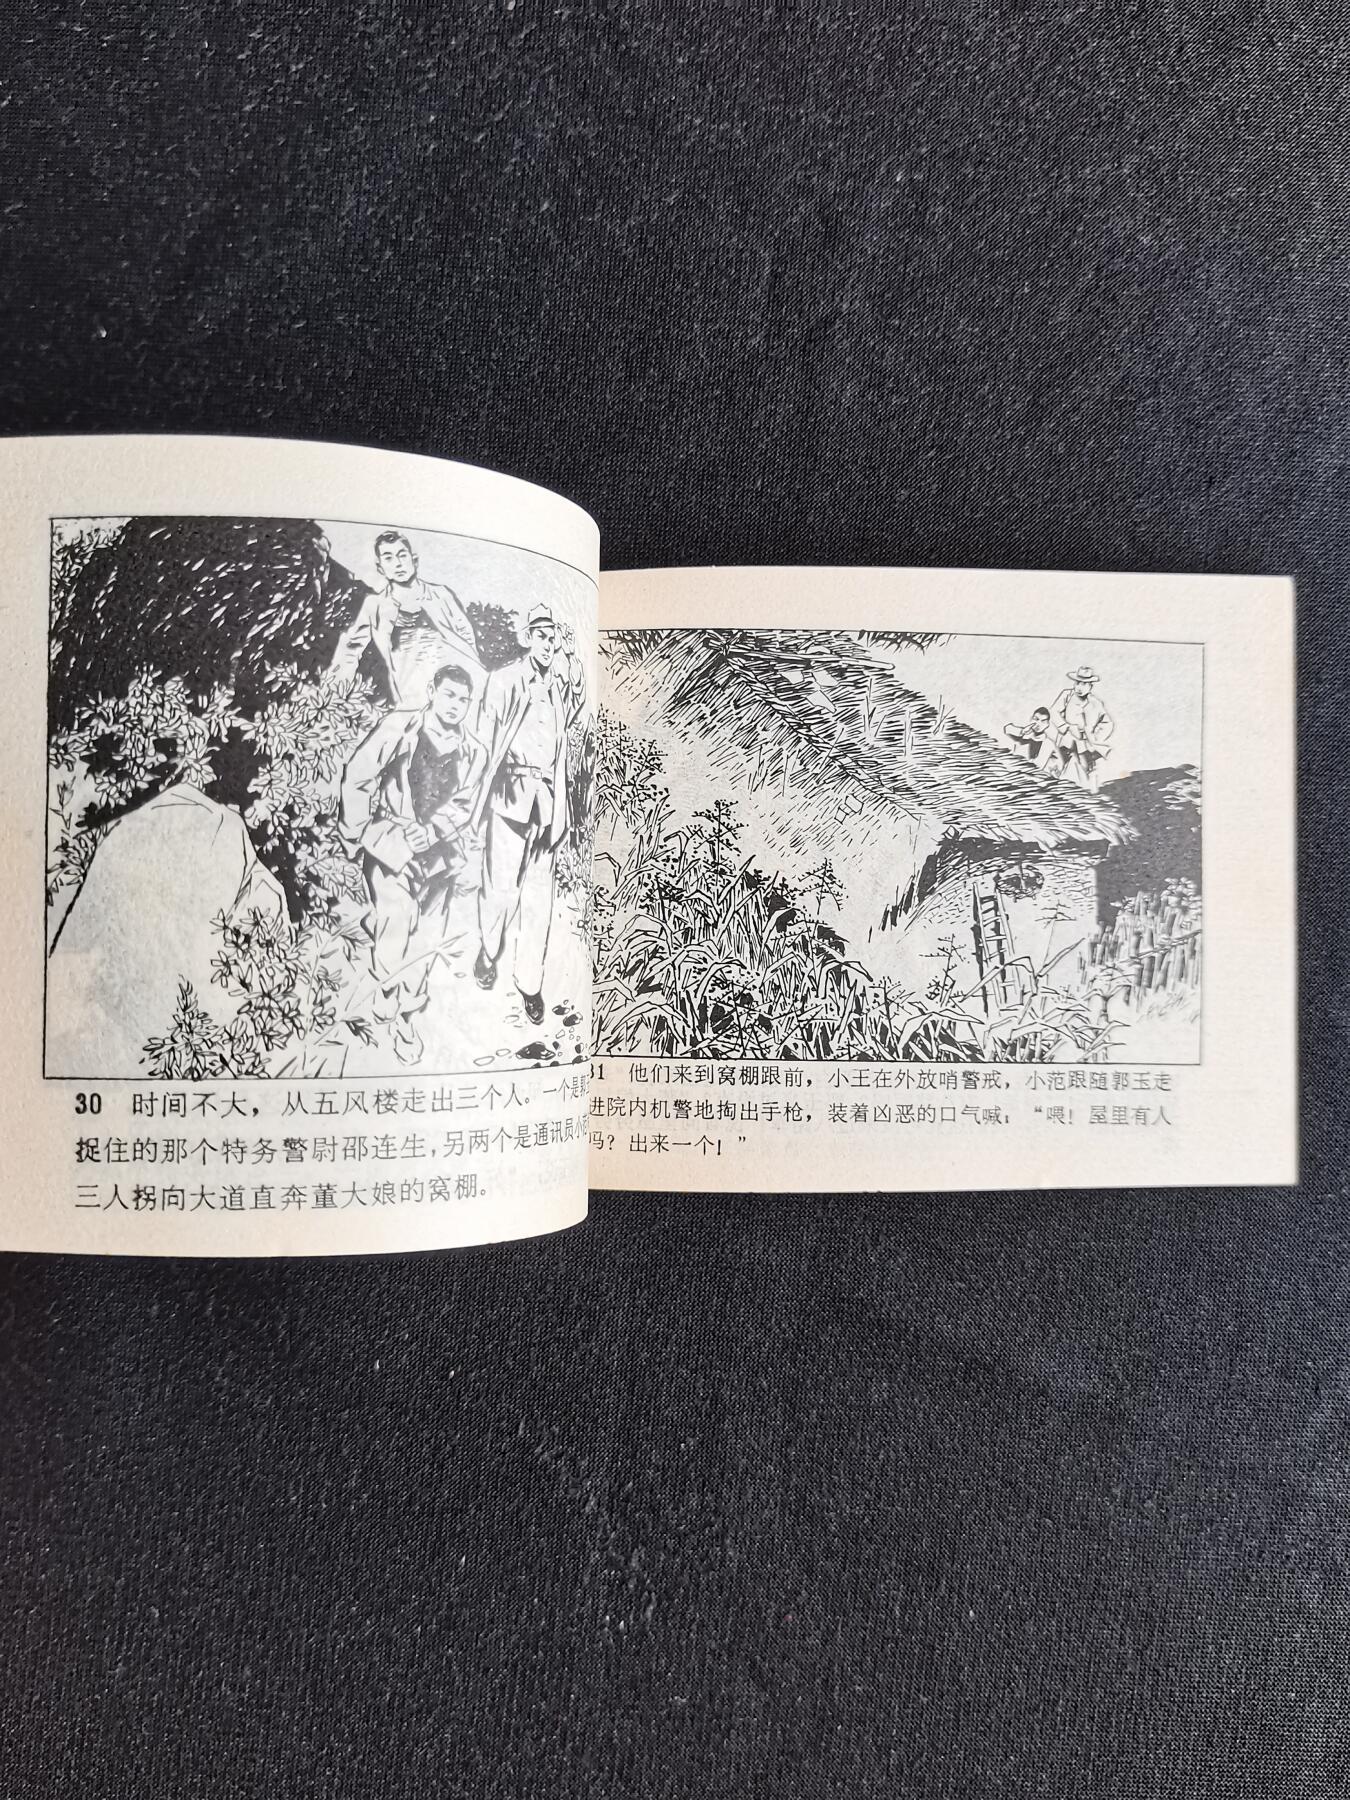 30 时间不大，从五风楼走出三个人。一个是郭
捉住的那个特务警尉邵连生，另两个是通讯员小
三人拐向大道直奔董大娘的窝棚。
31 他们来到窝棚跟前，小王在外放哨警戒，小范跟随郭玉走
进院内机警地掏出手枪，装着凶恶的口气喊：“喂！屋里有人
吗？出来一个！”